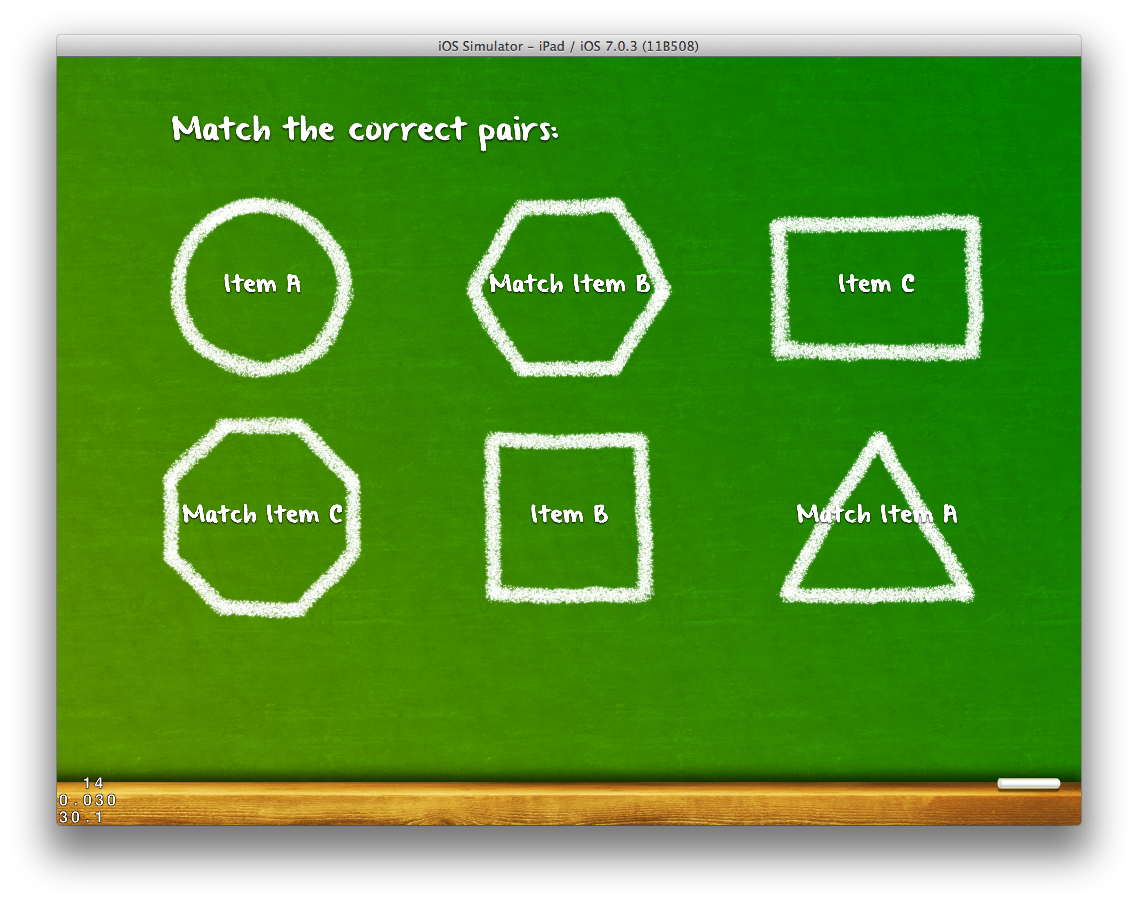 iOS Simulator – iPad / iOS 7.0.3 (11B508)
Match the correct pairs:
Item A
Match Item B
Item C
Match Item C
Item B
Match Item A
14
0.030
30.1